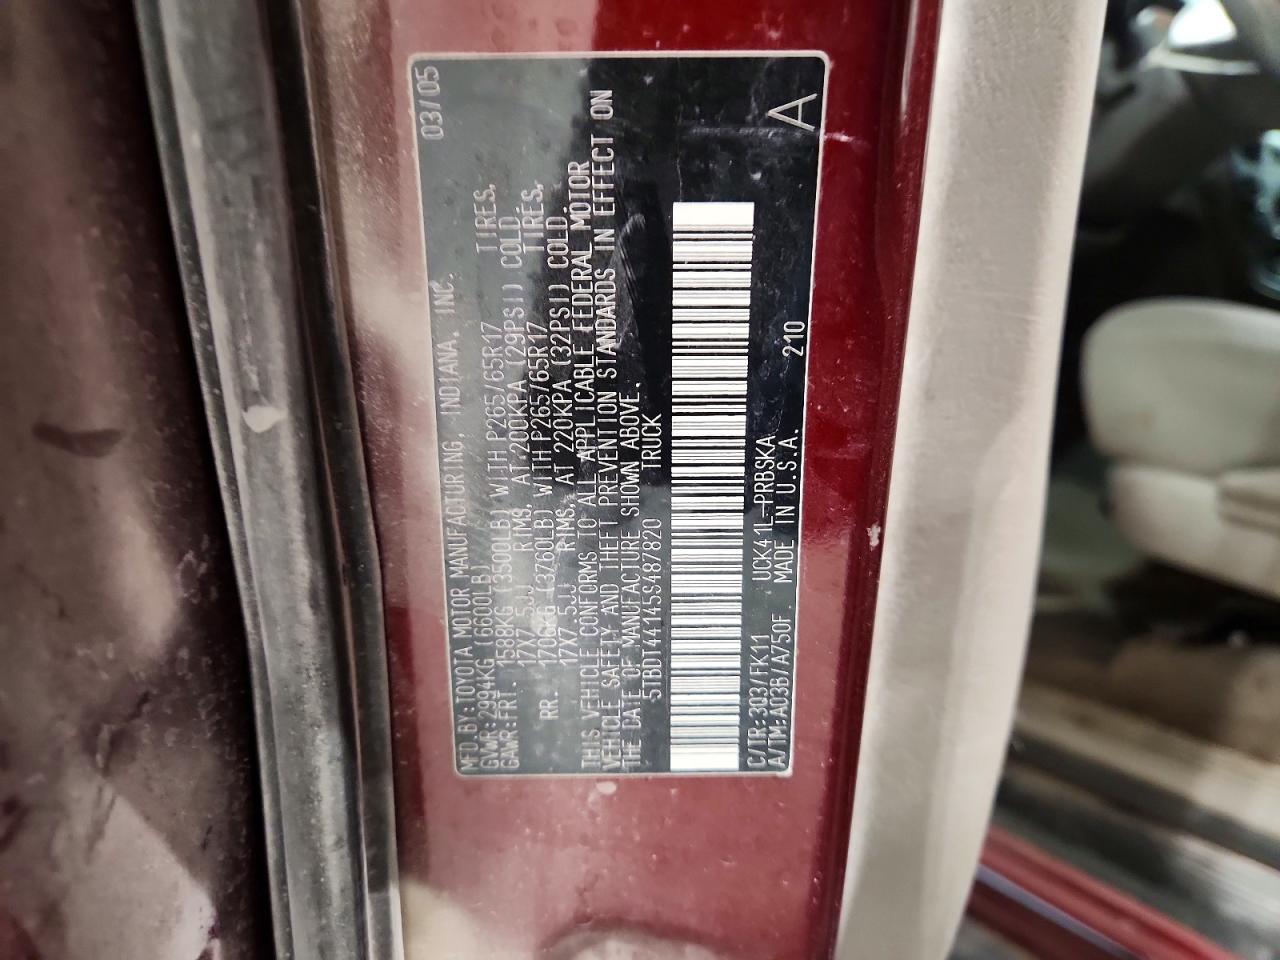 03/05
MFD.BY:TOYOTA MOTOR MANUFACTURING, INDIANA, INC.
GVWR:2994KG (6600LB)
GAWR:FRT. 1588KG (3500LB) WITH P265/65R17 TIRES,
17X7.5JJ RIMS, AT 200KPA (29PSI) COLD
RR. 1706KG (3760LB) WITH P265/65R17 TIRES,
17X7.5JJ RIMS, AT 220KPA (32PSI) COLD.
THIS VEHICLE CONFORMS TO ALL APPLICABLE FEDERAL MOTOR
VEHICLE SAFETY AND THEFT PREVENTION STANDARDS IN EFFECT ON
THE DATE OF MANUFACTURE SHOWN ABOVE.
5TBDT44145S487820 TRUCK
C/TR:3Q3/FK11 UCK41L-PRBSKA
A/TM:A03B/A750F. MADE IN U.S.A. 210
A